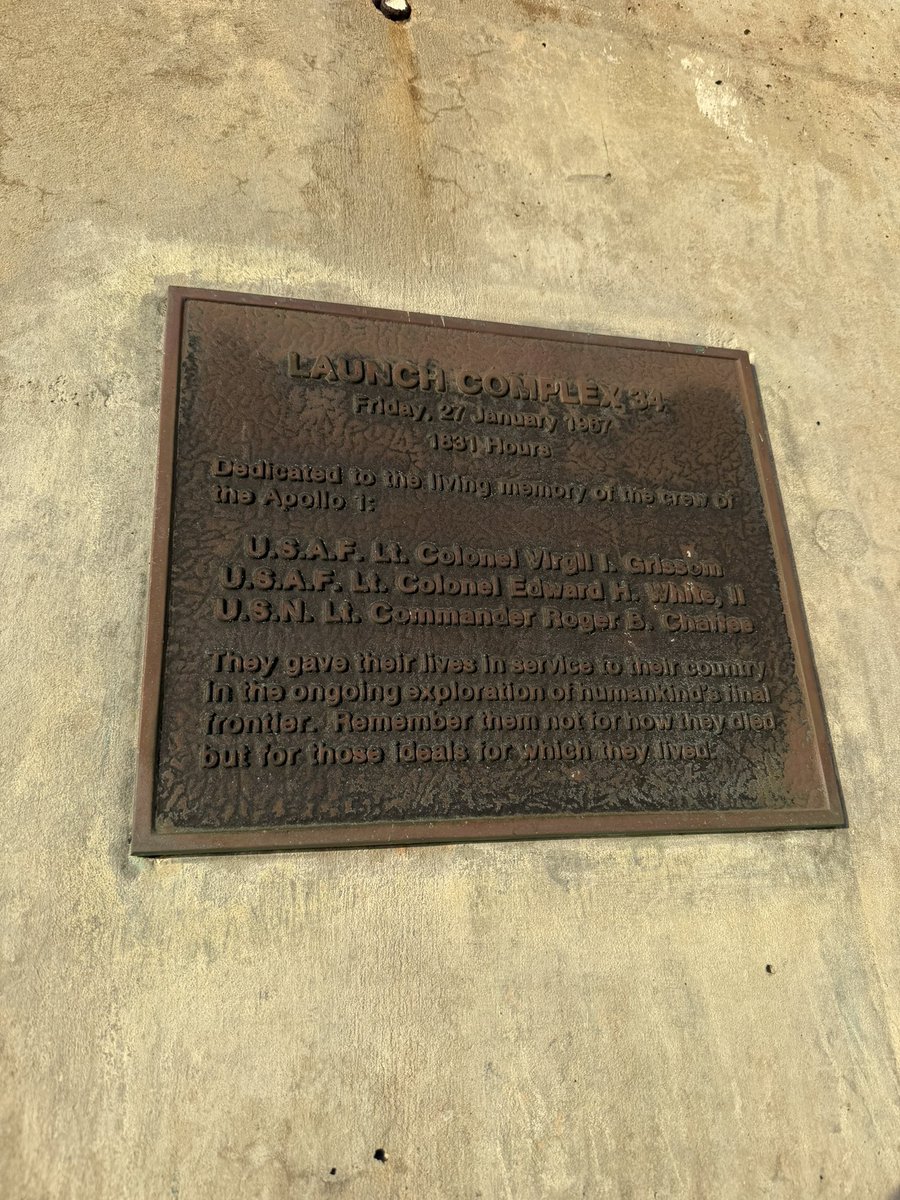 LAUNCH COMPLEX 34
Friday, 27 January 1967
1831 Hours
Dedicated to the living memory of the crew of
the Apollo 1:
U.S.A.F. Lt. Colonel Virgil I. Grissom
U.S.A.F. Lt. Colonel Edward H. White, II
U.S.N. Lt. Commander Roger B. Chaffee
They gave their lives in service to their country
in the ongoing exploration of humankind's final
frontier. Remember them not for how they died
but for those ideals for which they lived.